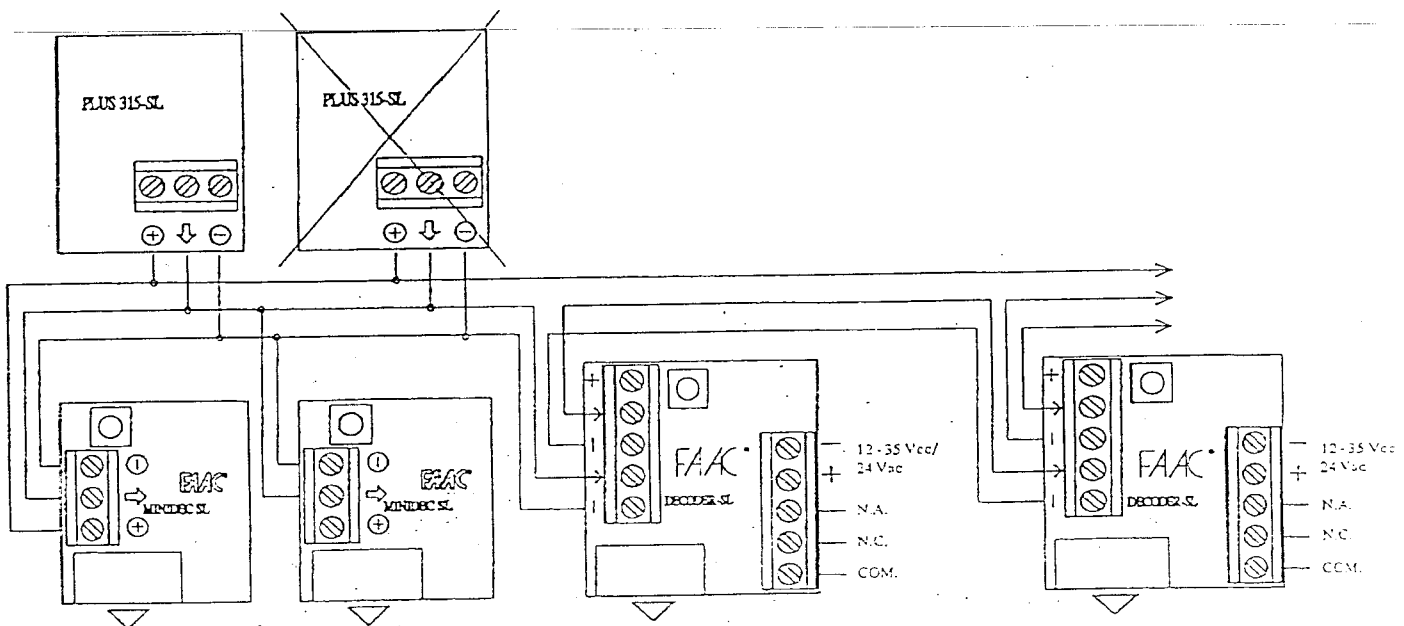 PLUS 315-SL
PLUS 315-SL
+ -
+ -
-
FAAC
MINIDEC SL
+
-
FAAC
MINIDEC SL
+
+
-
-
FAAC
DECODER-SL
- 12 - 35 Vcc/
+ 24 Vac
N.A.
N.C.
COM.
+
-
-
FAAC
DECODER-SL
- 12 - 35 Vcc
+ 24 Vac
N.A.
N.C.
COM.